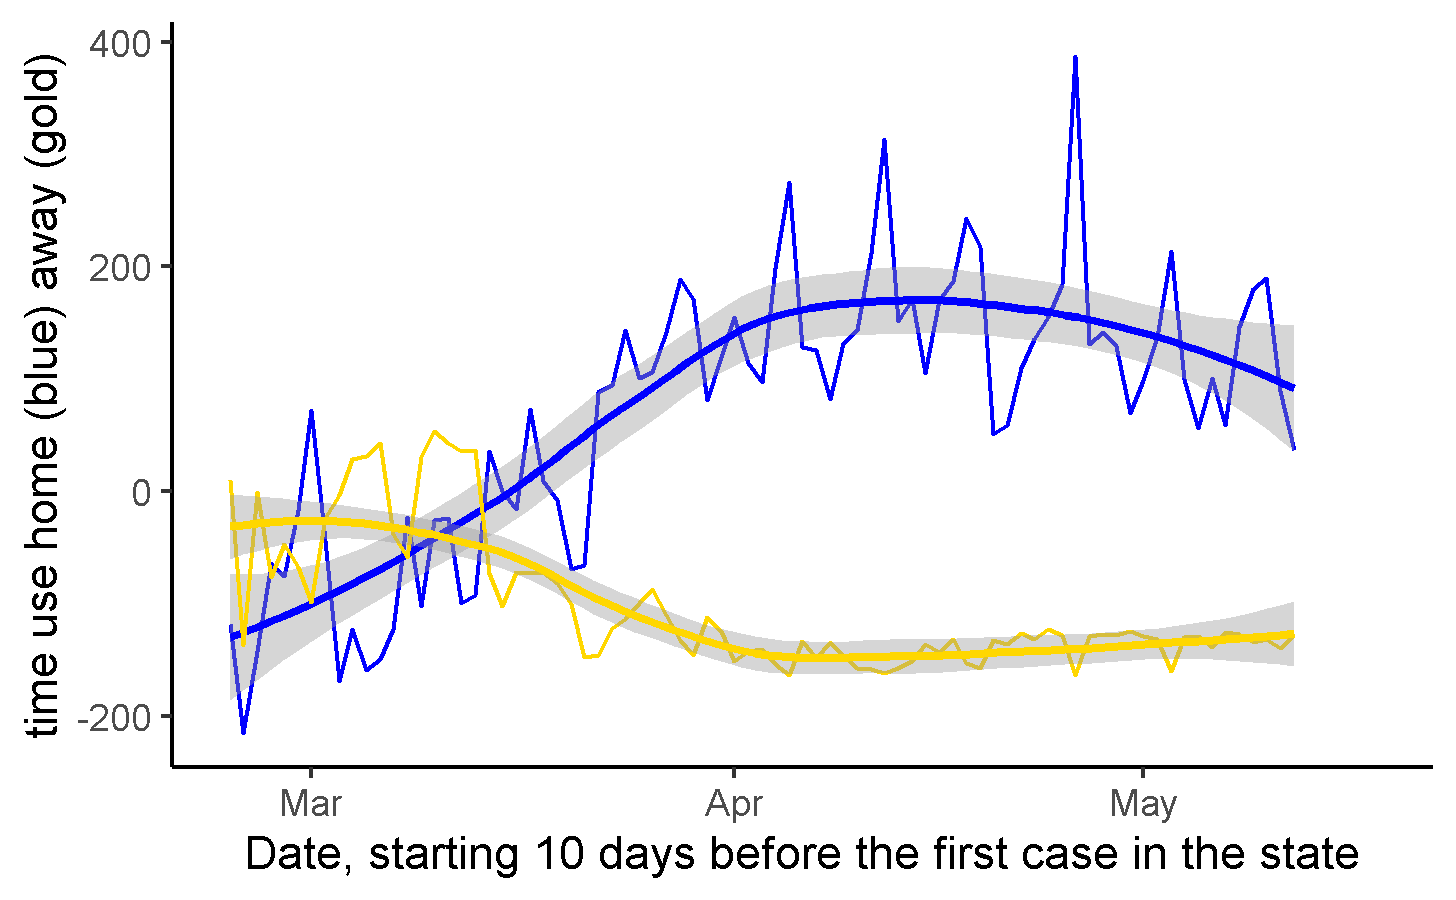 time use home (blue) away (gold)
400
200
0
-200
Mar
Apr
May
Date, starting 10 days before the first case in the state